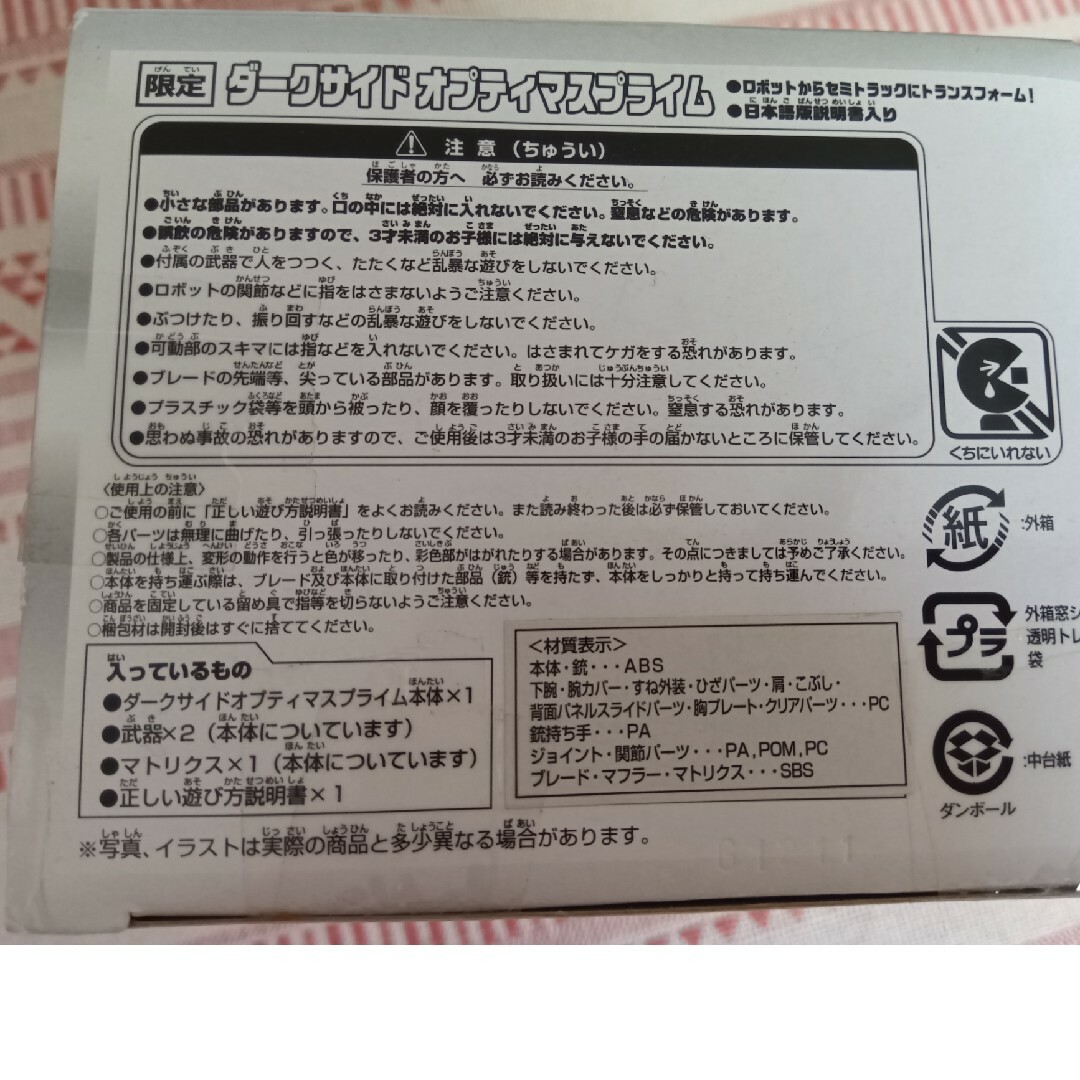 限定 ダークサイド オプティマスプライム
●ロボットからセミトラックにトランスフォーム!
●日本語版説明書入り
注意(ちゅうい)
保護者の方へ 必ずお読みください。
●小さな部品があります。口の中には絶対に入れないでください。窒息などの危険があります。
●誤飲の危険がありますので、3才未満のお子様には絶対に与えないでください。
●付属の武器で人をつつく、たたくなど乱暴な遊びをしないでください。
●ロボットの関節などに指をはさまないようご注意ください。
●ぶつけたり、振り回すなどの乱暴な遊びをしないでください。
●可動部のスキマには指などを入れないでください。はさまれてケガをする恐れがあります。
●ブレードの先端等、尖っている部品があります。取り扱いには十分注意してください。
●プラスチック袋等を頭から被ったり、顔を覆ったりしないでください。窒息する恐れがあります。
●思わぬ事故の恐れがありますので、ご使用後は3才未満のお子様の手の届かないところに保管してください。
くちにいれない
〈使用上の注意〉
○ご使用の前に「正しい遊び方説明書」をよくお読みください。また読み終わった後は必ず保管しておいてください。
○各パーツは無理に曲げたり、引っ張ったりしないでください。
○製品の仕様上、変形の動作を行うと色が移ったり、彩色部がはがれたりする場合があります。その点につきましては予めご了承ください。
○本体を持ち運ぶ際は、ブレード及び本体に取り付けた部品(銃)等を持たず、本体をしっかりと持って持ち運んでください。
○商品を固定している留め具で指等を切らないようご注意ください。
○梱包材は開封後はすぐに捨ててください。
紙 :外箱
プラ
外箱窓シ
透明トレ
袋
:中台紙
ダンボール
入っているもの
●ダークサイドオプティマスプライム本体×1
●武器×2(本体についています)
●マトリクス×1(本体についています)
●正しい遊び方説明書×1
<材質表示>
本体・銃・・・ABS
下腕・腕カバー・すね外装・ひざパーツ・肩・こぶし・
背面パネルスライドパーツ・胸プレート・クリアパーツ・・・PC
銃持ち手・・・PA
ジョイント・関節パーツ・・・PA,POM,PC
ブレード・マフラー・マトリクス・・・SBS
※写真、イラストは実際の商品と多少異なる場合があります。